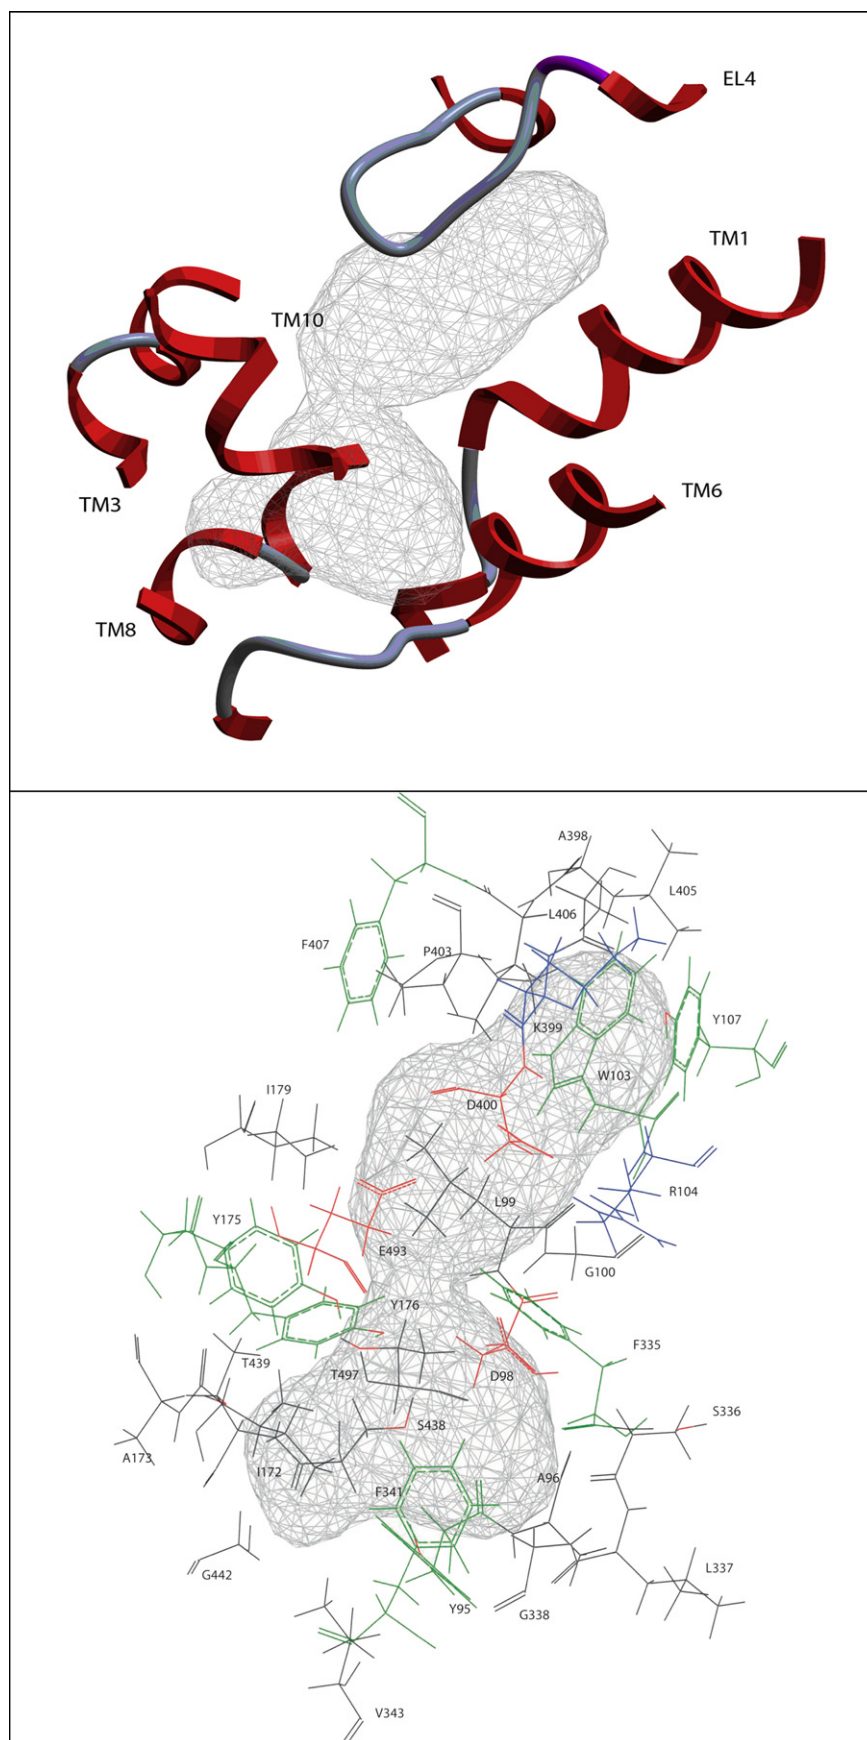 EL4
TM1
TM10
TM6
TM3
TM8
A398
L405
L406
F407
P403
Y107
K399
W103
I179
D400
R104
L99
Y175
E493
G100
Y176
F335
T439
T497
D98
S336
S438
A173
I172
A96
F341
G442
L337
Y95
G338
V343